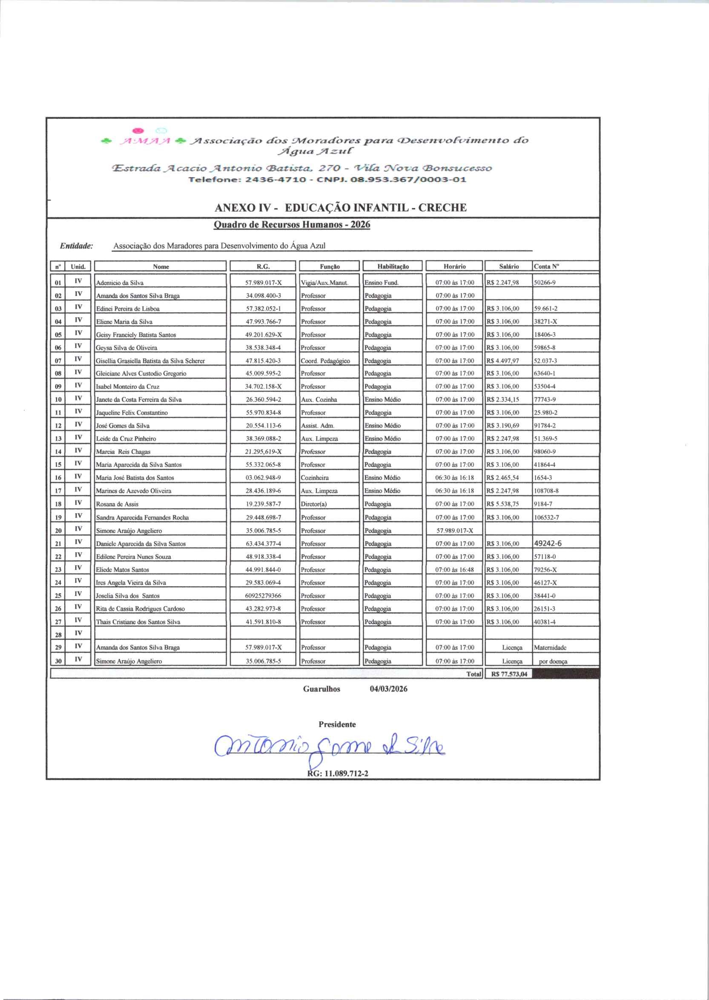 AMAA Associação dos Moradores para Desenvolvimento do
Água Azul
Estrada Acacio Antonio Batista, 270 - Vila Nova Bonsucesso
Telefone: 2436-4710 - CNPJ. 08.953.367/0003-01
ANEXO IV - EDUCAÇÃO INFANTIL - CRECHE
Quadro de Recursos Humanos - 2026
Entidade: Associação dos Maradores para Desenvolvimento do Água Azul
nº Unid. Nome R.G. Função Habilitação Horário Salário Conta Nº
01 IV Ademicio da Silva 57.989.017-X Vigia/Aux.Manut. Ensino Fund. 07:00 às 17:00 R$ 2.247,98 50266-9
02 IV Amanda dos Santos Silva Braga 34.098.400-3 Professor Pedagogia 07:00 às 17:00
03 IV Edinei Pereira de Lisboa 57.382.052-1 Professor Pedagogia 07:00 às 17:00 R$ 3.106,00 59.661-2
04 IV Eliene Maria da Silva 47.993.766-7 Professor Pedagogia 07:00 às 17:00 R$ 3.106,00 38271-X
05 IV Geisy Franciely Batista Santos 49.201.629-X Professor Pedagogia 07:00 às 17:00 R$ 3.106,00 18406-3
06 IV Geysa Silva de Oliveira 38.538.348-4 Professor Pedagogia 07:00 às 17:00 R$ 3.106,00 59865-8
07 IV Gisellia Grasiella Batista da Silva Scherer 47.815.420-3 Coord. Pedagógico Pedagogia 07:00 às 17:00 R$ 4.497,97 52.037-3
08 IV Gleiciane Alves Custodio Gregorio 45.009.595-2 Professor Pedagogia 07:00 às 17:00 R$ 3.106,00 63640-1
09 IV Isabel Monteiro da Cruz 34.702.158-X Professor Pedagogia 07:00 às 17:00 R$ 3.106,00 53504-4
10 IV Janete da Costa Ferreira da Silva 26.360.594-2 Aux. Cozinha Ensino Médio 07:00 às 17:00 R$ 2.334,15 77743-9
11 IV Jaqueline Felix Constantino 55.970.834-8 Professor Pedagogia 07:00 às 17:00 R$ 3.106,00 25.980-2
12 IV José Gomes da Silva 20.554.113-6 Assist. Adm. Ensino Médio 07:00 às 17:00 R$ 3.190,69 91784-2
13 IV Leide da Cruz Pinheiro 38.369.088-2 Aux. Limpeza Ensino Médio 07:00 às 17:00 R$ 2.247,98 51.369-5
14 IV Marcia Reis Chagas 21.295,619-X Professor Pedagogia 07:00 às 17:00 R$ 3.106,00 98060-9
15 IV Maria Aparecida da Silva Santos 55.332.065-8 Professor Pedagogia 07:00 às 17:00 R$ 3.106,00 41864-4
16 IV Maria José Batista dos Santos 03.062.948-9 Cozinheira Ensino Médio 06:30 às 16:18 R$ 2.465,54 1654-3
17 IV Marines de Azevedo Oliveira 28.436.189-6 Aux. Limpeza Ensino Médio 06:30 às 16:18 R$ 2.247,98 108708-8
18 IV Rosana de Assis 19.239.587-7 Diretor(a) Pedagogia 07:00 às 17:00 R$ 5.538,75 9184-7
19 IV Sandra Aparecida Fernandes Rocha 29.448.698-7 Professor Pedagogia 07:00 às 17:00 R$ 3.106,00 106532-7
20 IV Simone Araújo Angeliero 35.006.785-5 Professor Pedagogia 57.989.017-X
21 IV Daniele Aparecida da Silva Santos 63.434.377-4 Professor Pedagogia 07:00 às 17:00 R$ 3.106,00 49242-6
22 IV Edilene Pereira Nunes Souza 48.918.338-4 Professor Pedagogia 07:00 às 17:00 R$ 3.106,00 57118-0
23 IV Eliede Matos Santos 44.991.844-0 Professor Pedagogia 07:00 às 16:48 R$ 3.106,00 79256-X
24 IV Ires Angela Vieira da Silva 29.583.069-4 Professor Pedagogia 07:00 às 17:00 R$ 3.106,00 46127-X
25 IV Joselia Silva dos Santos 60925279366 Professor Pedagogia 07:00 às 17:00 R$ 3.106,00 38441-0
26 IV Rita de Cassia Rodrigues Cardoso 43.282.973-8 Professor Pedagogia 07:00 às 17:00 R$ 3.106,00 26151-3
27 IV Thais Cristiane dos Santos Silva 41.591.810-8 Professor Pedagogia 07:00 às 17:00 R$ 3.106,00 40381-4
28 IV
29 IV Amanda dos Santos Silva Braga 57.989.017-X Professor Pedagogia 07:00 às 17:00 Licença Maternidade
30 IV Simone Araújo Angeliero 35.006.785-5 Professor Pedagogia 07:00 às 17:00 Licença por doença
Total R$ 77.573,04
Guarulhos 04/03/2026
Presidente
Antonio Gome d Silva
RG: 11.089.712-2